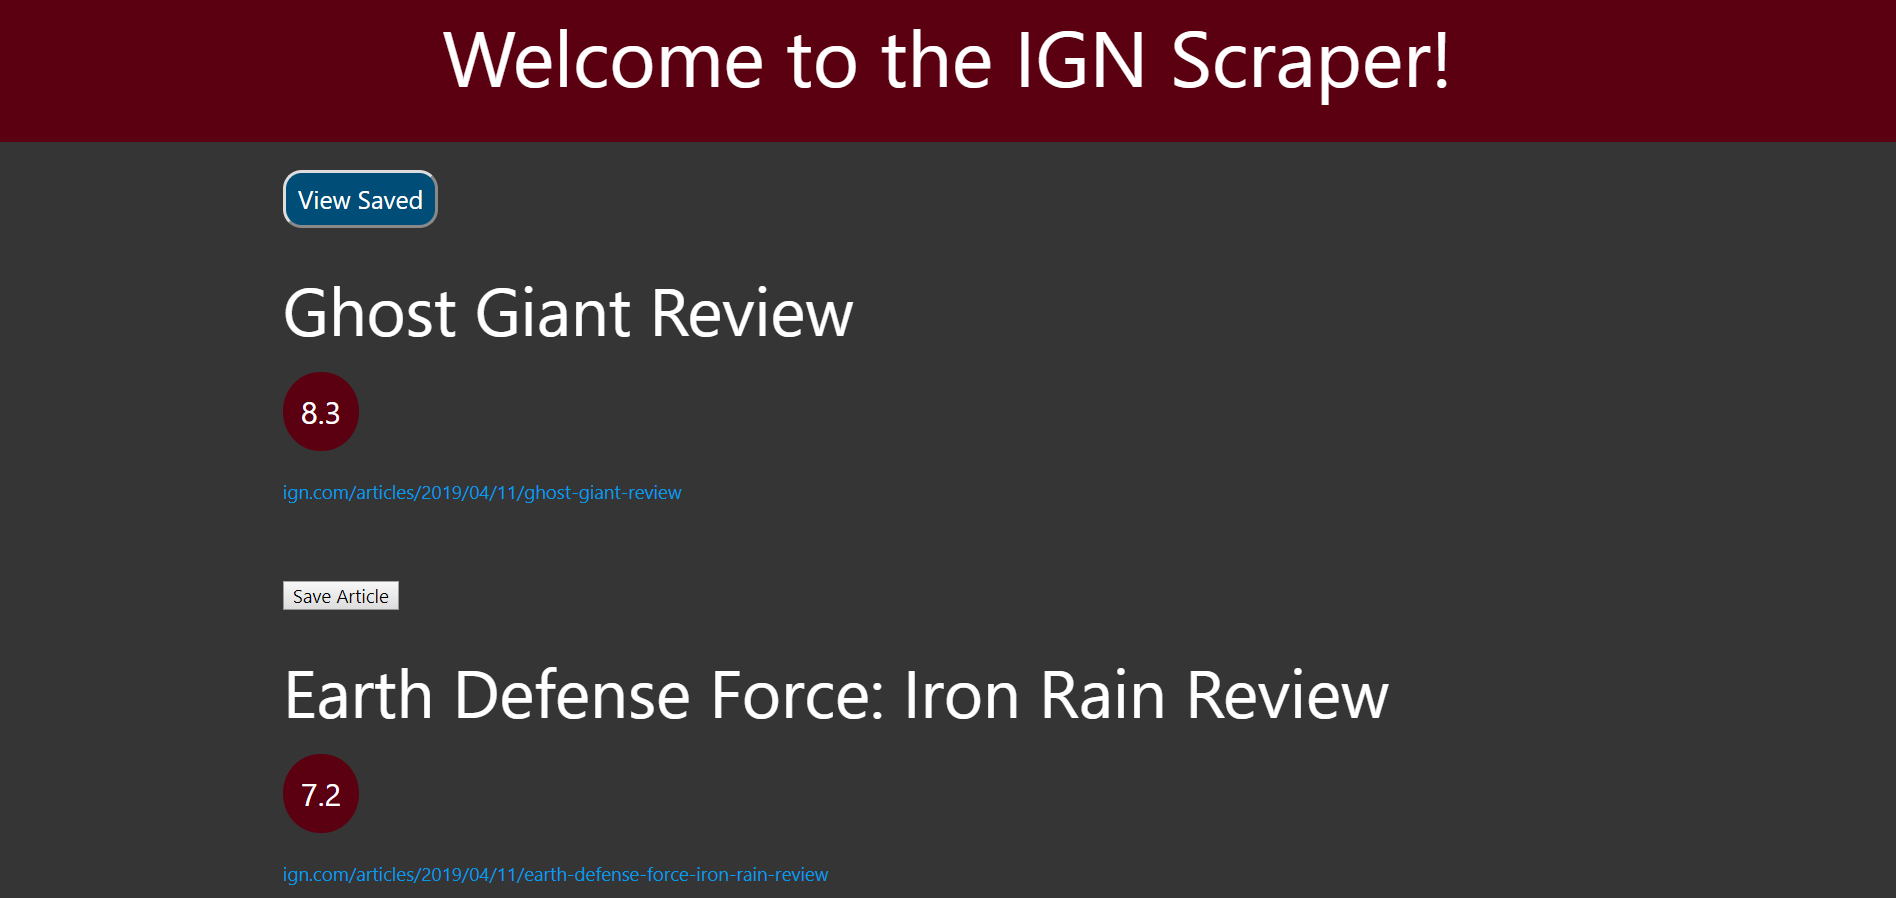 Welcome to the IGN Scraper!
View Saved
Ghost Giant Review
8.3
ign.com/articles/2019/04/11/ghost-giant-review
Save Article
Earth Defense Force: Iron Rain Review
7.2
ign.com/articles/2019/04/11/earth-defense-force-iron-rain-review